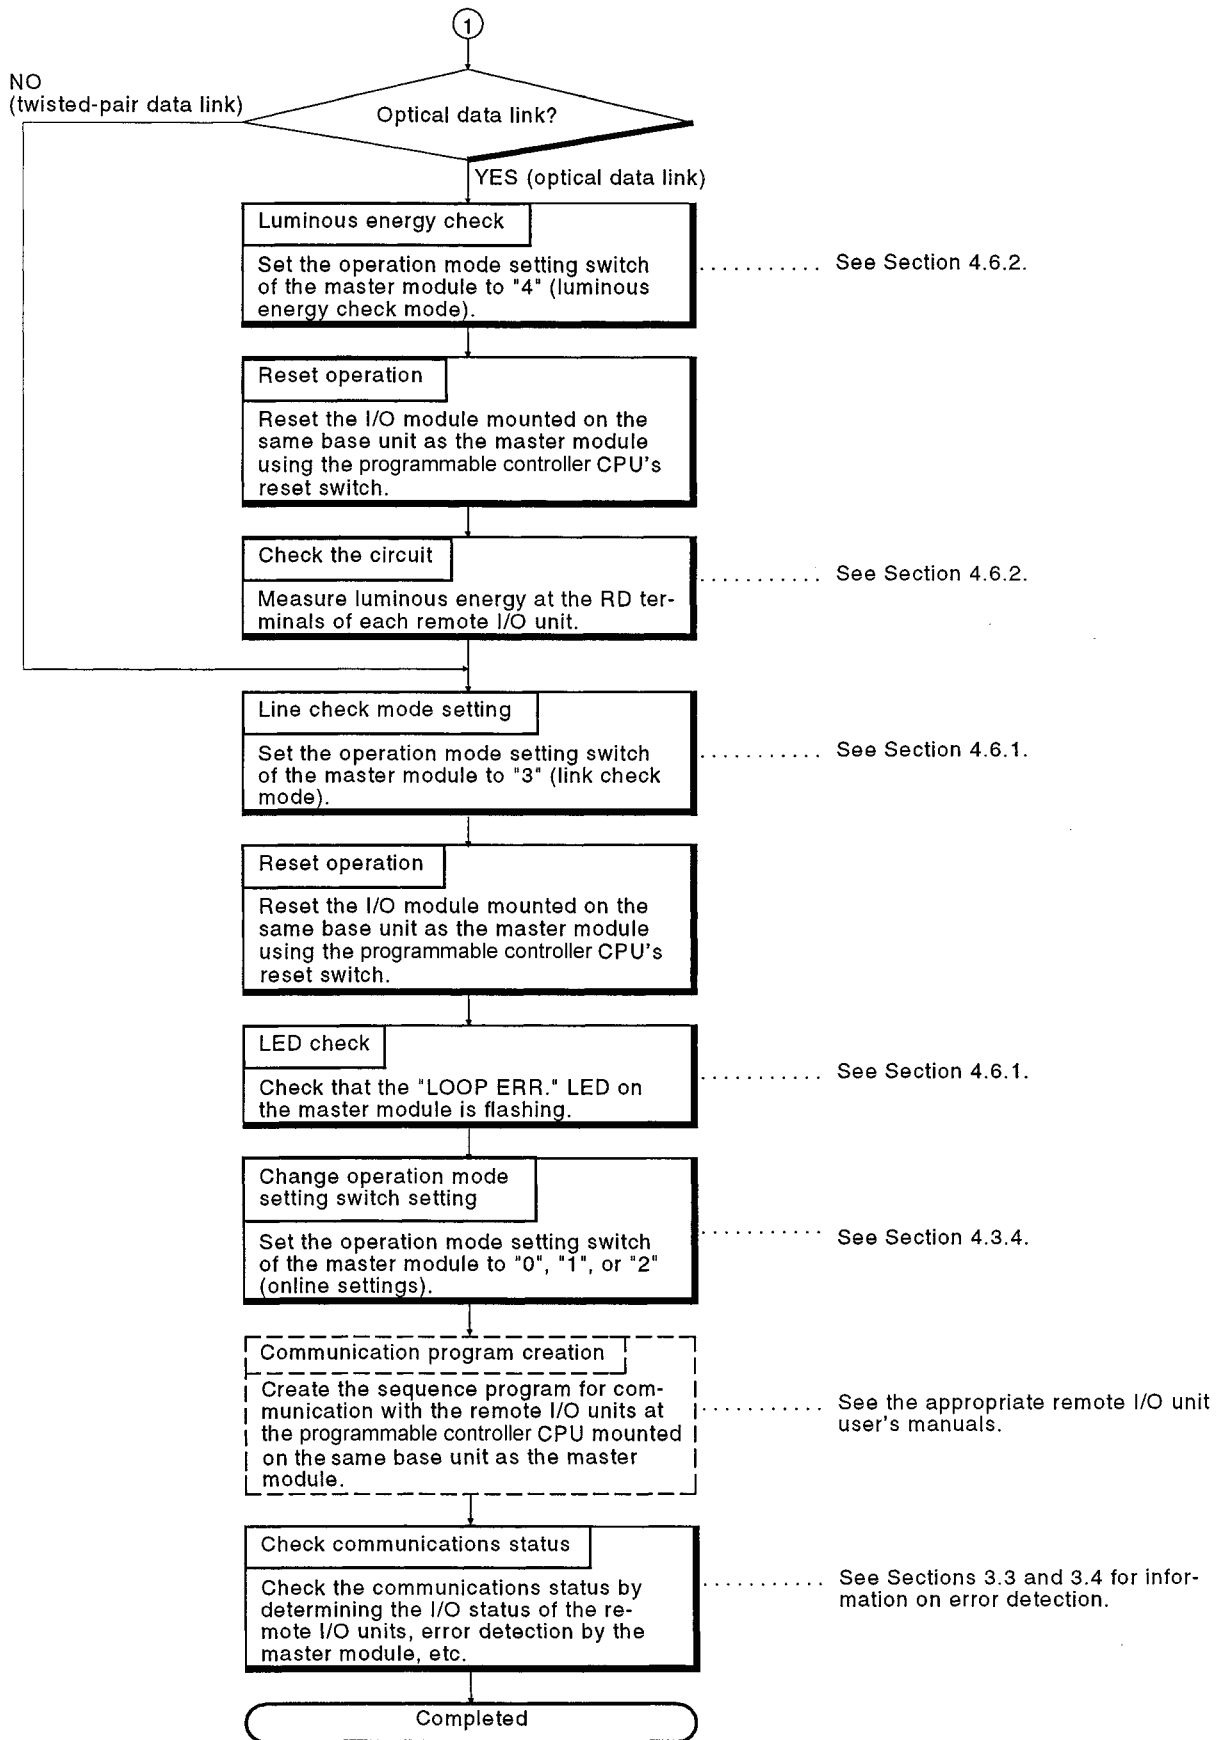 1
NO
(twisted-pair data link)
Optical data link?
YES (optical data link)
Luminous energy check
Set the operation mode setting switch
of the master module to "4" (luminous
energy check mode).
........... See Section 4.6.2.
Reset operation
Reset the I/O module mounted on the
same base unit as the master module
using the programmable controller CPU's
reset switch.
Check the circuit
Measure luminous energy at the RD ter-
minals of each remote I/O unit.
........... See Section 4.6.2.
Line check mode setting
Set the operation mode setting switch
of the master module to "3" (link check
mode).
........... See Section 4.6.1.
Reset operation
Reset the I/O module mounted on the
same base unit as the master module
using the programmable controller CPU's
reset switch.
LED check
Check that the "LOOP ERR." LED on
the master module is flashing.
........... See Section 4.6.1.
Change operation mode
setting switch setting
Set the operation mode setting switch
of the master module to "0", "1", or "2"
(online settings).
........... See Section 4.3.4.
Communication program creation
Create the sequence program for com-
munication with the remote I/O units at
the programmable controller CPU mounted
on the same base unit as the master
module.
........... See the appropriate remote I/O unit
user's manuals.
Check communications status
Check the communications status by
determining the I/O status of the re-
mote I/O units, error detection by the
master module, etc.
........... See Sections 3.3 and 3.4 for infor-
mation on error detection.
Completed